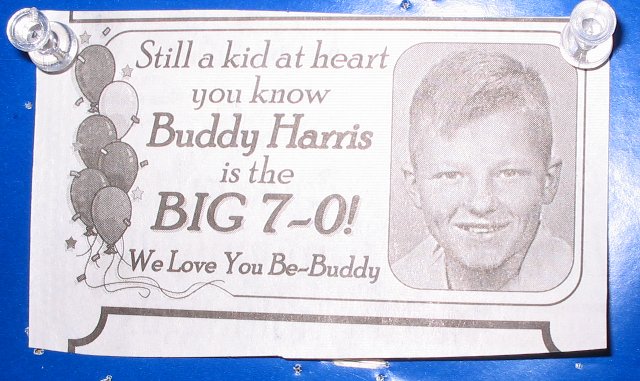 Still a kid at heart
you know
Buddy Harris
is the
BIG 7~0!
We Love You Be~Buddy